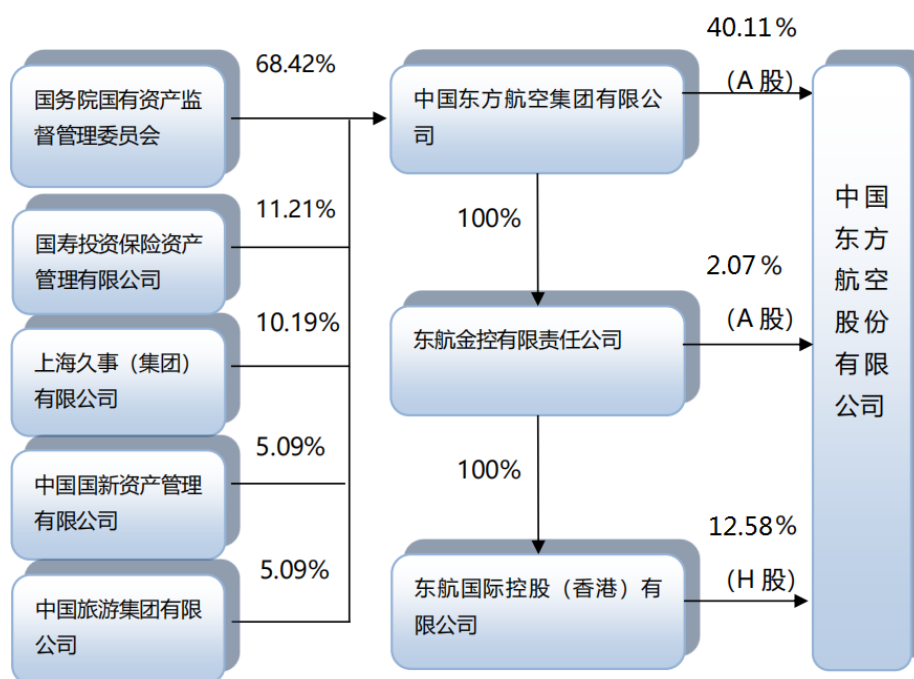 国务院国有资产监
督管理委员会
68.42%
国寿投资保险资产
管理有限公司
11.21%
上海久事（集团）
有限公司
10.19%
中国国新资产管理
有限公司
5.09%
中国旅游集团有限
公司
5.09%
中国东方航空集团有限公
司
40.11%
（A 股）
100%
东航金控有限责任公司
2.07%
（A 股）
100%
东航国际控股（香港）有
限公司
12.58%
（H 股）
中国
东方
航空
股份
有限
公司